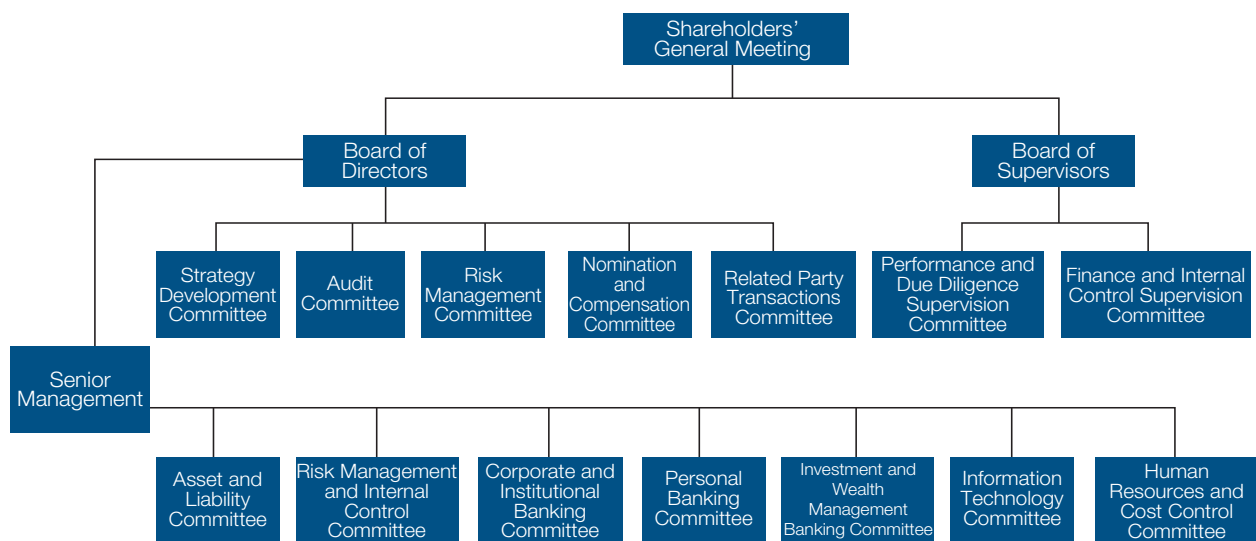 Shareholders’
General Meeting
Board of
Directors
Board of
Supervisors
Strategy
Development
Committee
Audit
Committee
Risk
Management
Committee
Nomination
and
Compensation
Committee
Related Party
Transactions
Committee
Performance and
Due Diligence
Supervision
Committee
Finance and Internal
Control Supervision
Committee
Senior
Management
Asset and
Liability
Committee
Risk Management
and Internal
Control
Committee
Corporate and
Institutional
Banking
Committee
Personal
Banking
Committee
Investment and
Wealth
Management
Banking Committee
Information
Technology
Committee
Human
Resources and
Cost Control
Committee